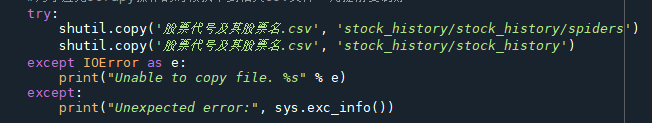 try:
    shutil.copy('股票代号及其股票名.csv', 'stock_history/stock_history/spiders')
    shutil.copy('股票代号及其股票名.csv', 'stock_history/stock_history')
except IOError as e:
    print("Unable to copy file. %s" % e)
except:
    print("Unexpected error:", sys.exc_info())